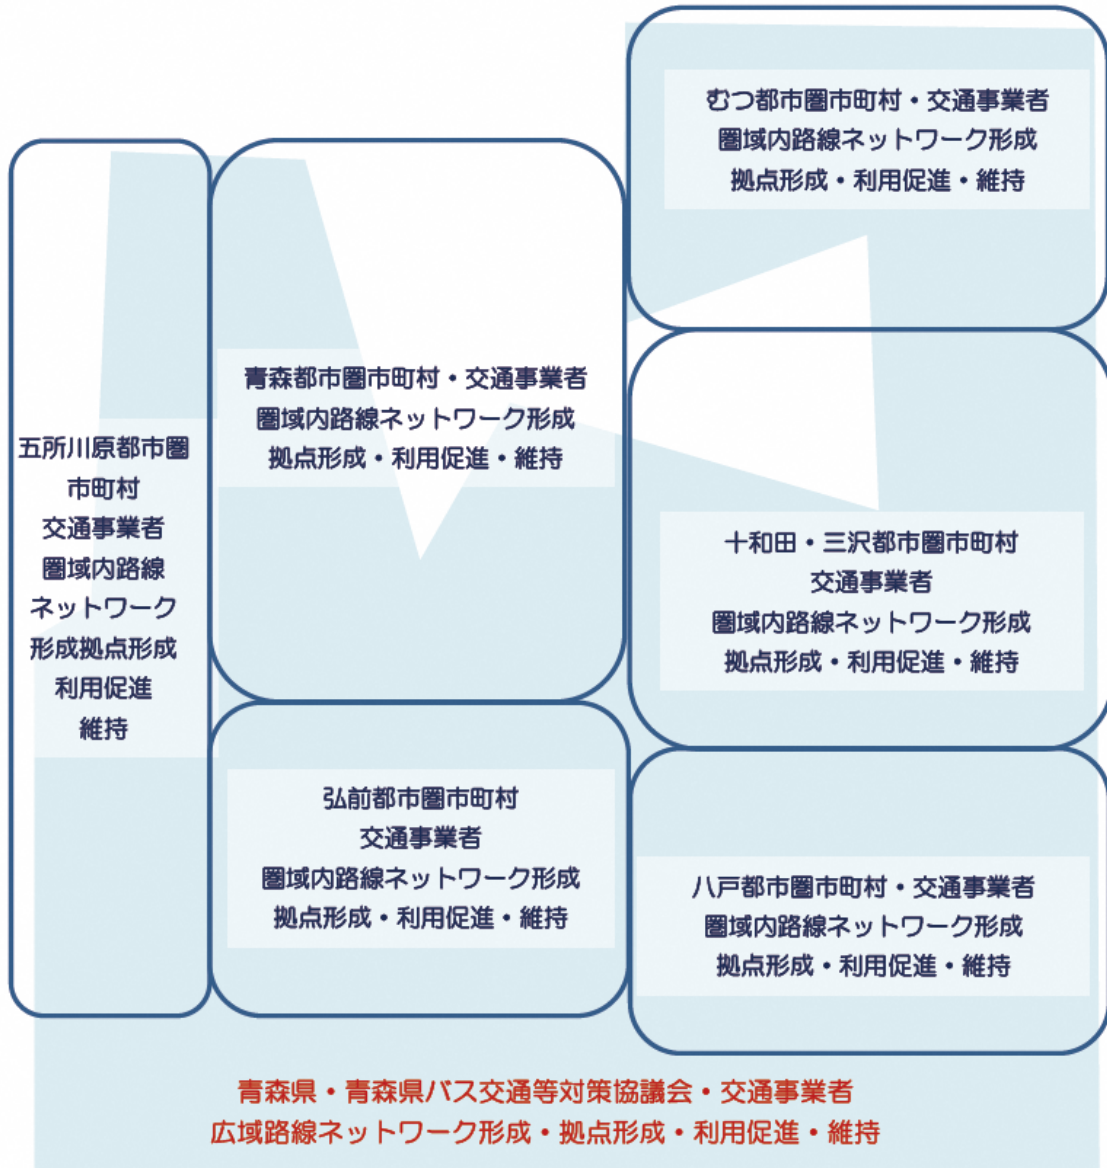 むつ都市圏市町村・交通事業者
圏域内路線ネットワーク形成
拠点形成・利用促進・維持
青森都市圏市町村・交通事業者
圏域内路線ネットワーク形成
拠点形成・利用促進・維持
五所川原都市圏
市町村
交通事業者
圏域内路線
ネットワーク
形成拠点形成
利用促進
維持
十和田・三沢都市圏市町村
交通事業者
圏域内路線ネットワーク形成
拠点形成・利用促進・維持
弘前都市圏市町村
交通事業者
圏域内路線ネットワーク形成
拠点形成・利用促進・維持
八戸都市圏市町村・交通事業者
圏域内路線ネットワーク形成
拠点形成・利用促進・維持
青森県・青森県バス交通等対策協議会・交通事業者
広域路線ネットワーク形成・拠点形成・利用促進・維持